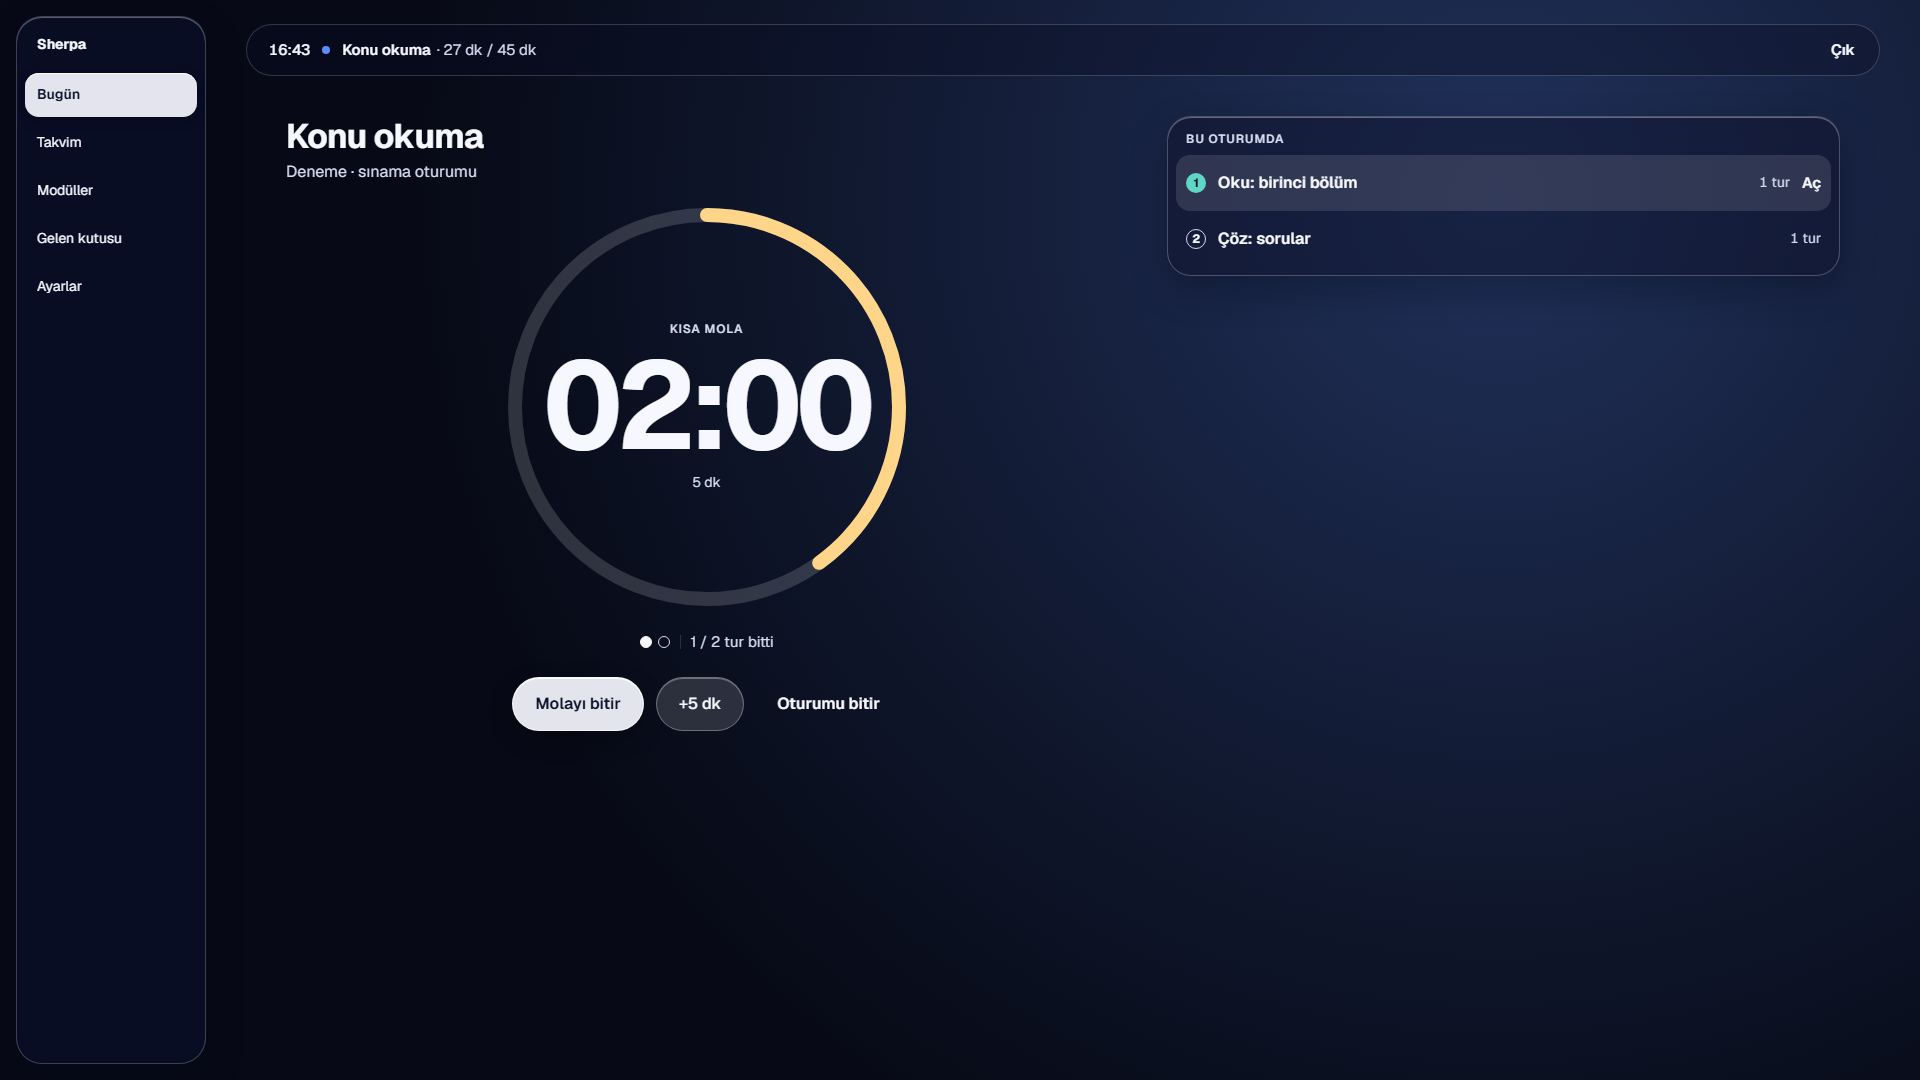 Sherpa
Bugün
Takvim
Modüller
Gelen kutusu
Ayarlar
16:43 Konu okuma · 27 dk / 45 dk
Çık
Konu okuma
Deneme · sınama oturumu
KISA MOLA
02:00
5 dk
1 / 2 tur bitti
Molayı bitir
+5 dk
Oturumu bitir
BU OTURUMDA
1 Oku: birinci bölüm 1 tur Aç
2 Çöz: sorular 1 tur